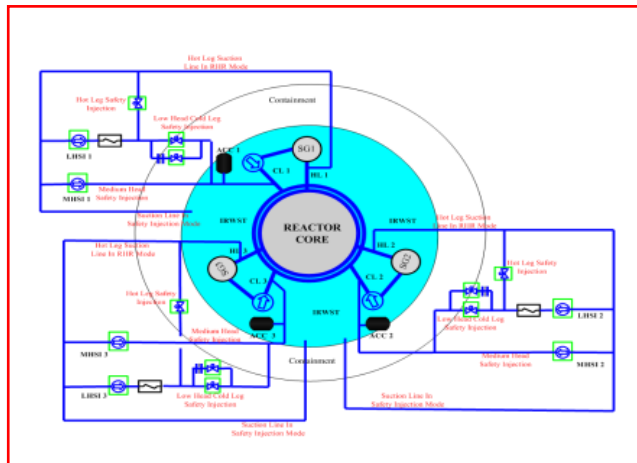 Hot Leg Suction
Line In RHR Mode
Hot Leg Safety
Injection
Containment
Low Head Cold Leg
Safety Injection
ACC 1
SG1
LHSI 1
CL 1
HL 1
MHSI 1
Medium Head
Safety Injection
Suction Line In
Safety Injection Mode
IRWST
IRWST
REACTOR
CORE
Hot Leg Suction
Line In RHR Mode
Hot Leg Suction
Line In RHR Mode
HL 3
HL 2
SG3
SG2
CL 3
CL 2
Hot Leg Safety
Injection
Hot Leg Safety
Injection
IRWST
LHSI 2
Low Head Cold Leg
Safety Injection
Medium Head
Safety Injection
ACC 3
ACC 2
MHSI 3
Containment
Medium Head
Safety Injection
MHSI 2
LHSI 3
Low Head Cold Leg
Safety Injection
Suction Line In
Safety Injection Mode
Suction Line In
Safety Injection Mode